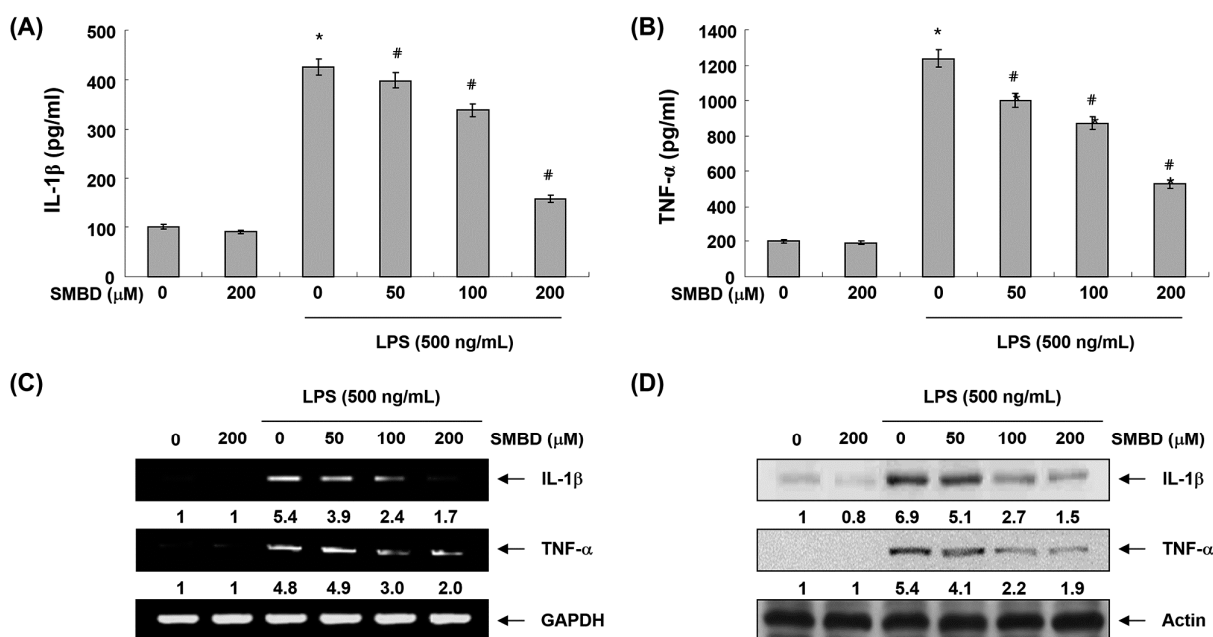 (A)
IL-1β (pg/ml)
500
400
300
200
100
0
* # # #
SMBD (μM) 0 200 0 50 100 200
LPS (500 ng/mL)
(B)
TNF-α (pg/ml)
1400
1200
1000
800
600
400
200
0
* # # #
* * *
SMBD (μM) 0 200 0 50 100 200
LPS (500 ng/mL)
(C)
LPS (500 ng/mL)
0 200 0 50 100 200 SMBD (μM)
IL-1β
1 1 5.4 3.9 2.4 1.7
TNF-α
1 1 4.8 4.9 3.0 2.0
GAPDH
(D)
LPS (500 ng/mL)
0 200 0 50 100 200 SMBD (μM)
IL-1β
1 0.8 6.9 5.1 2.7 1.5
TNF-α
1 1 5.4 4.1 2.2 1.9
Actin